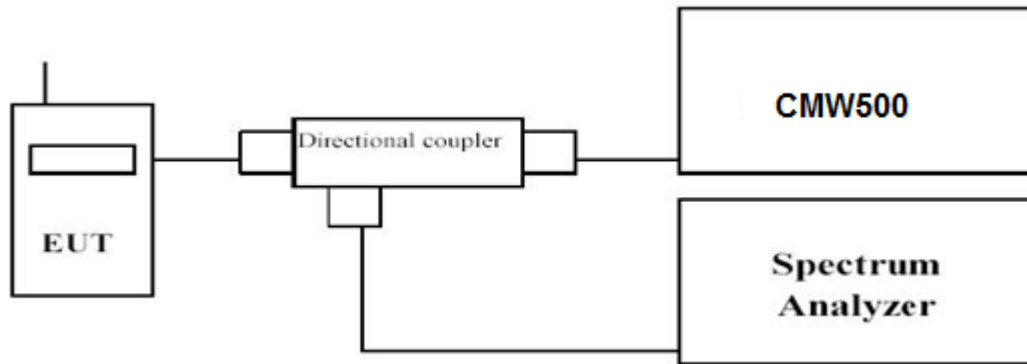 CMW500
Directional coupler
EUT
Spectrum
Analyzer